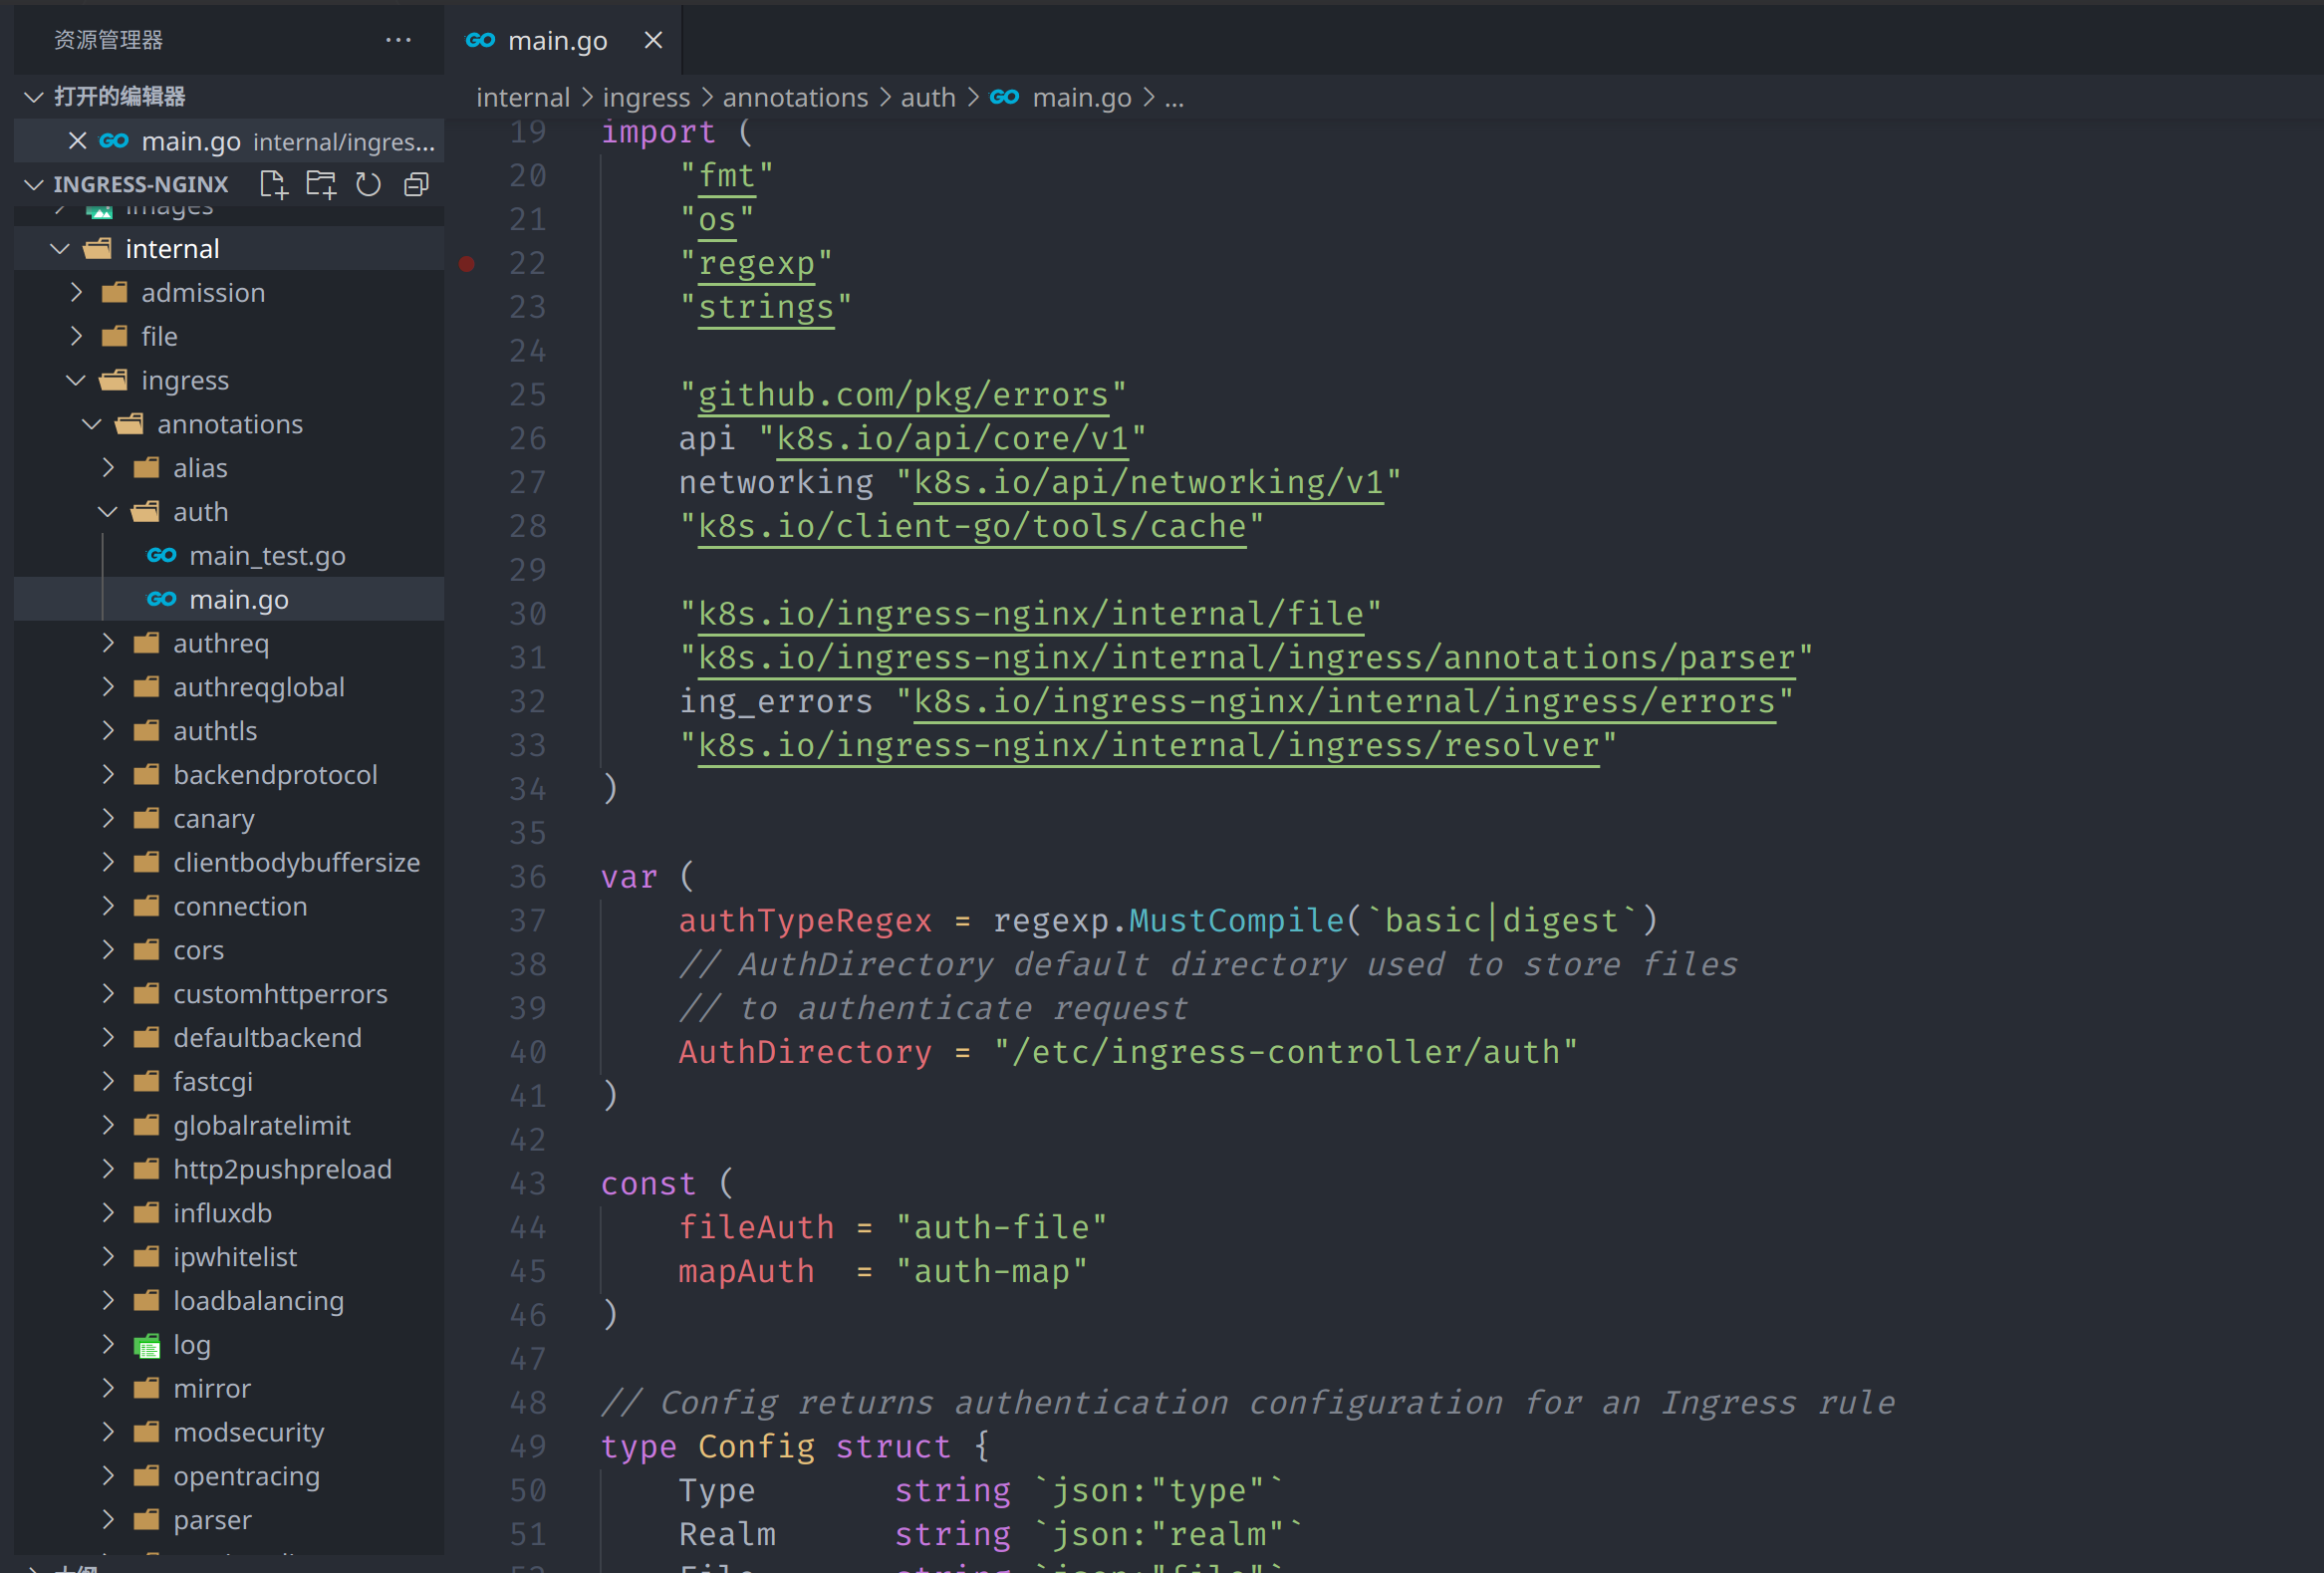 资源管理器
打开的编辑器
main.go internal/ingres...
INGRESS-NGINX
images
internal
admission
file
ingress
annotations
alias
auth
main_test.go
main.go
authreq
authreqglobal
authtls
backendprotocol
canary
clientbodybuffersize
connection
cors
customhttperrors
defaultbackend
fastcgi
globalratelimit
http2pushpreload
influxdb
ipwhitelist
loadbalancing
log
mirror
modsecurity
opentracing
parser
大纲
main.go
internal > ingress > annotations > auth > main.go > ...
19 import (
20 "fmt"
21 "os"
22 "regexp"
23 "strings"
24
25 "github.com/pkg/errors"
26 api "k8s.io/api/core/v1"
27 networking "k8s.io/api/networking/v1"
28 "k8s.io/client-go/tools/cache"
29
30 "k8s.io/ingress-nginx/internal/file"
31 "k8s.io/ingress-nginx/internal/ingress/annotations/parser"
32 ing_errors "k8s.io/ingress-nginx/internal/ingress/errors"
33 "k8s.io/ingress-nginx/internal/ingress/resolver"
34 )
35
36 var (
37 authTypeRegex = regexp.MustCompile(`basic|digest`)
38 // AuthDirectory default directory used to store files
39 // to authenticate request
40 AuthDirectory = "/etc/ingress-controller/auth"
41 )
42
43 const (
44 fileAuth = "auth-file"
45 mapAuth  = "auth-map"
46 )
47
48 // Config returns authentication configuration for an Ingress rule
49 type Config struct {
50 Type string `json:"type"`
51 Realm string `json:"realm"`
52 File string `json:"file"`